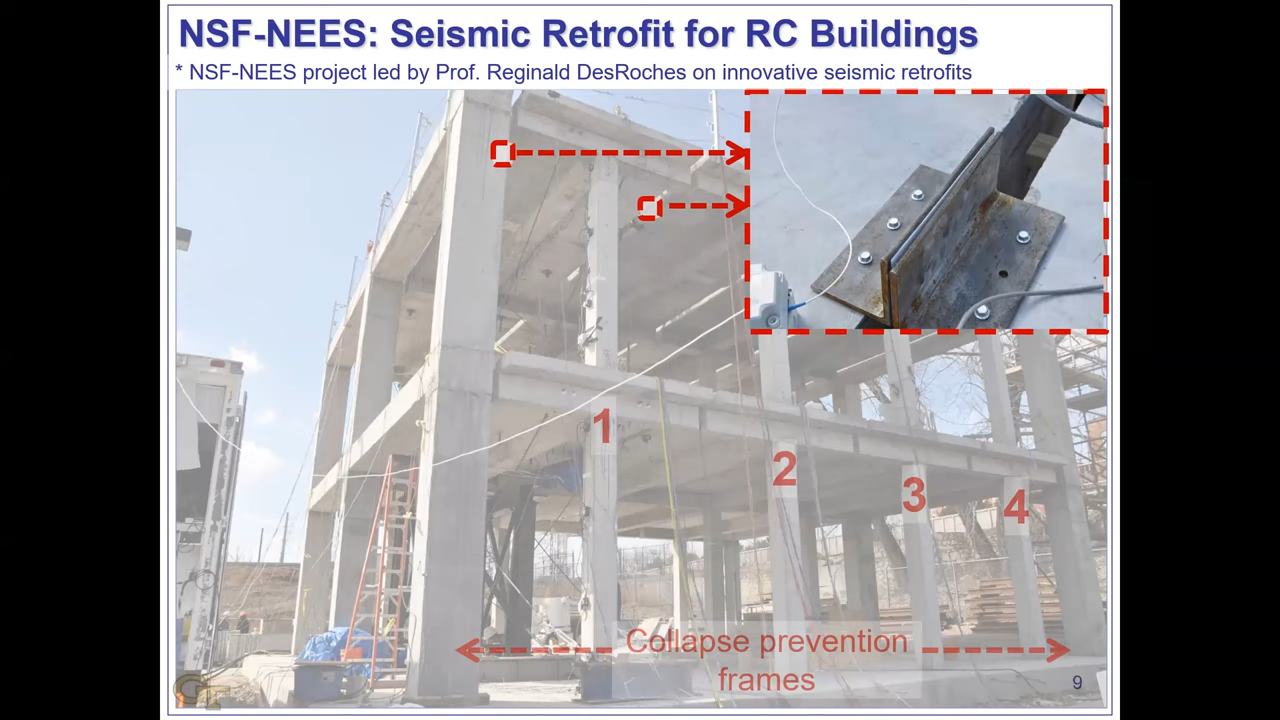 NSF-NEES: Seismic Retrofit for RC Buildings
* NSF-NEES project led by Prof. Reginald DesRoches on innovative seismic retrofits
1
2
3
4
Collapse prevention
frames
9
GT